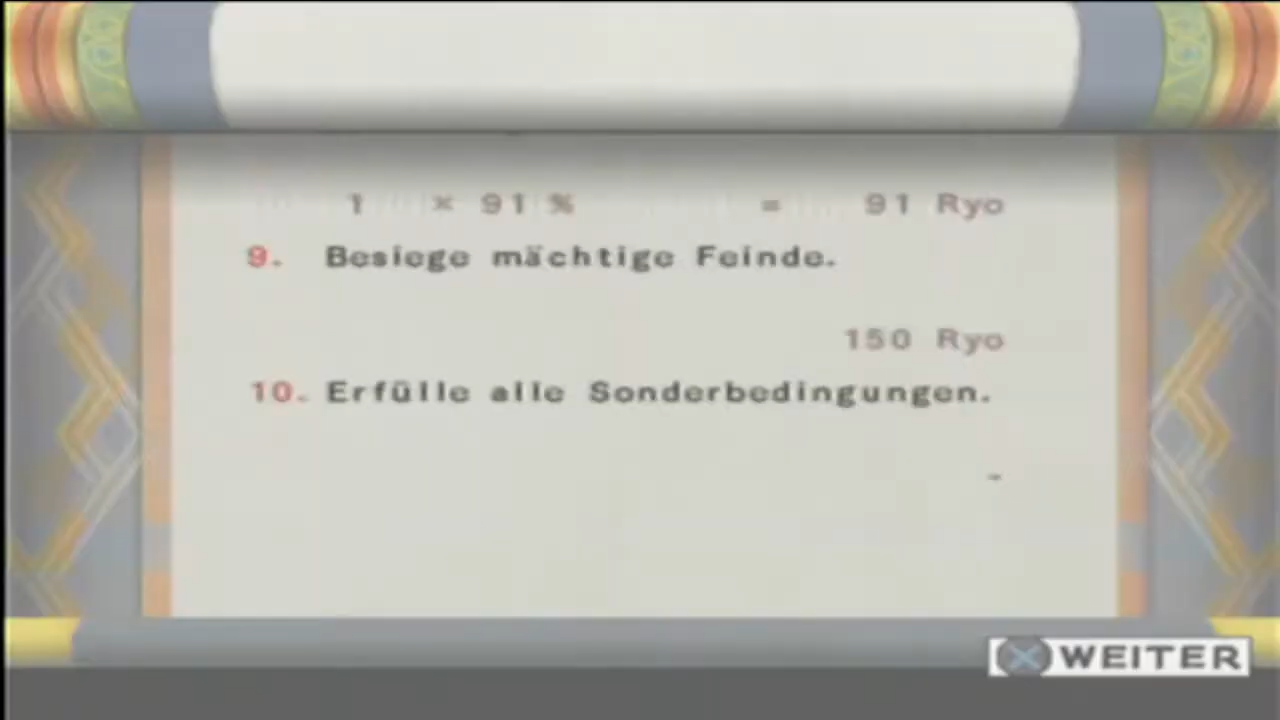 1 × 91 % = 91 Ryo
9. Besiege mächtige Feinde.
150 Ryo
10. Erfülle alle Sonderbedingungen.
-
WEITER